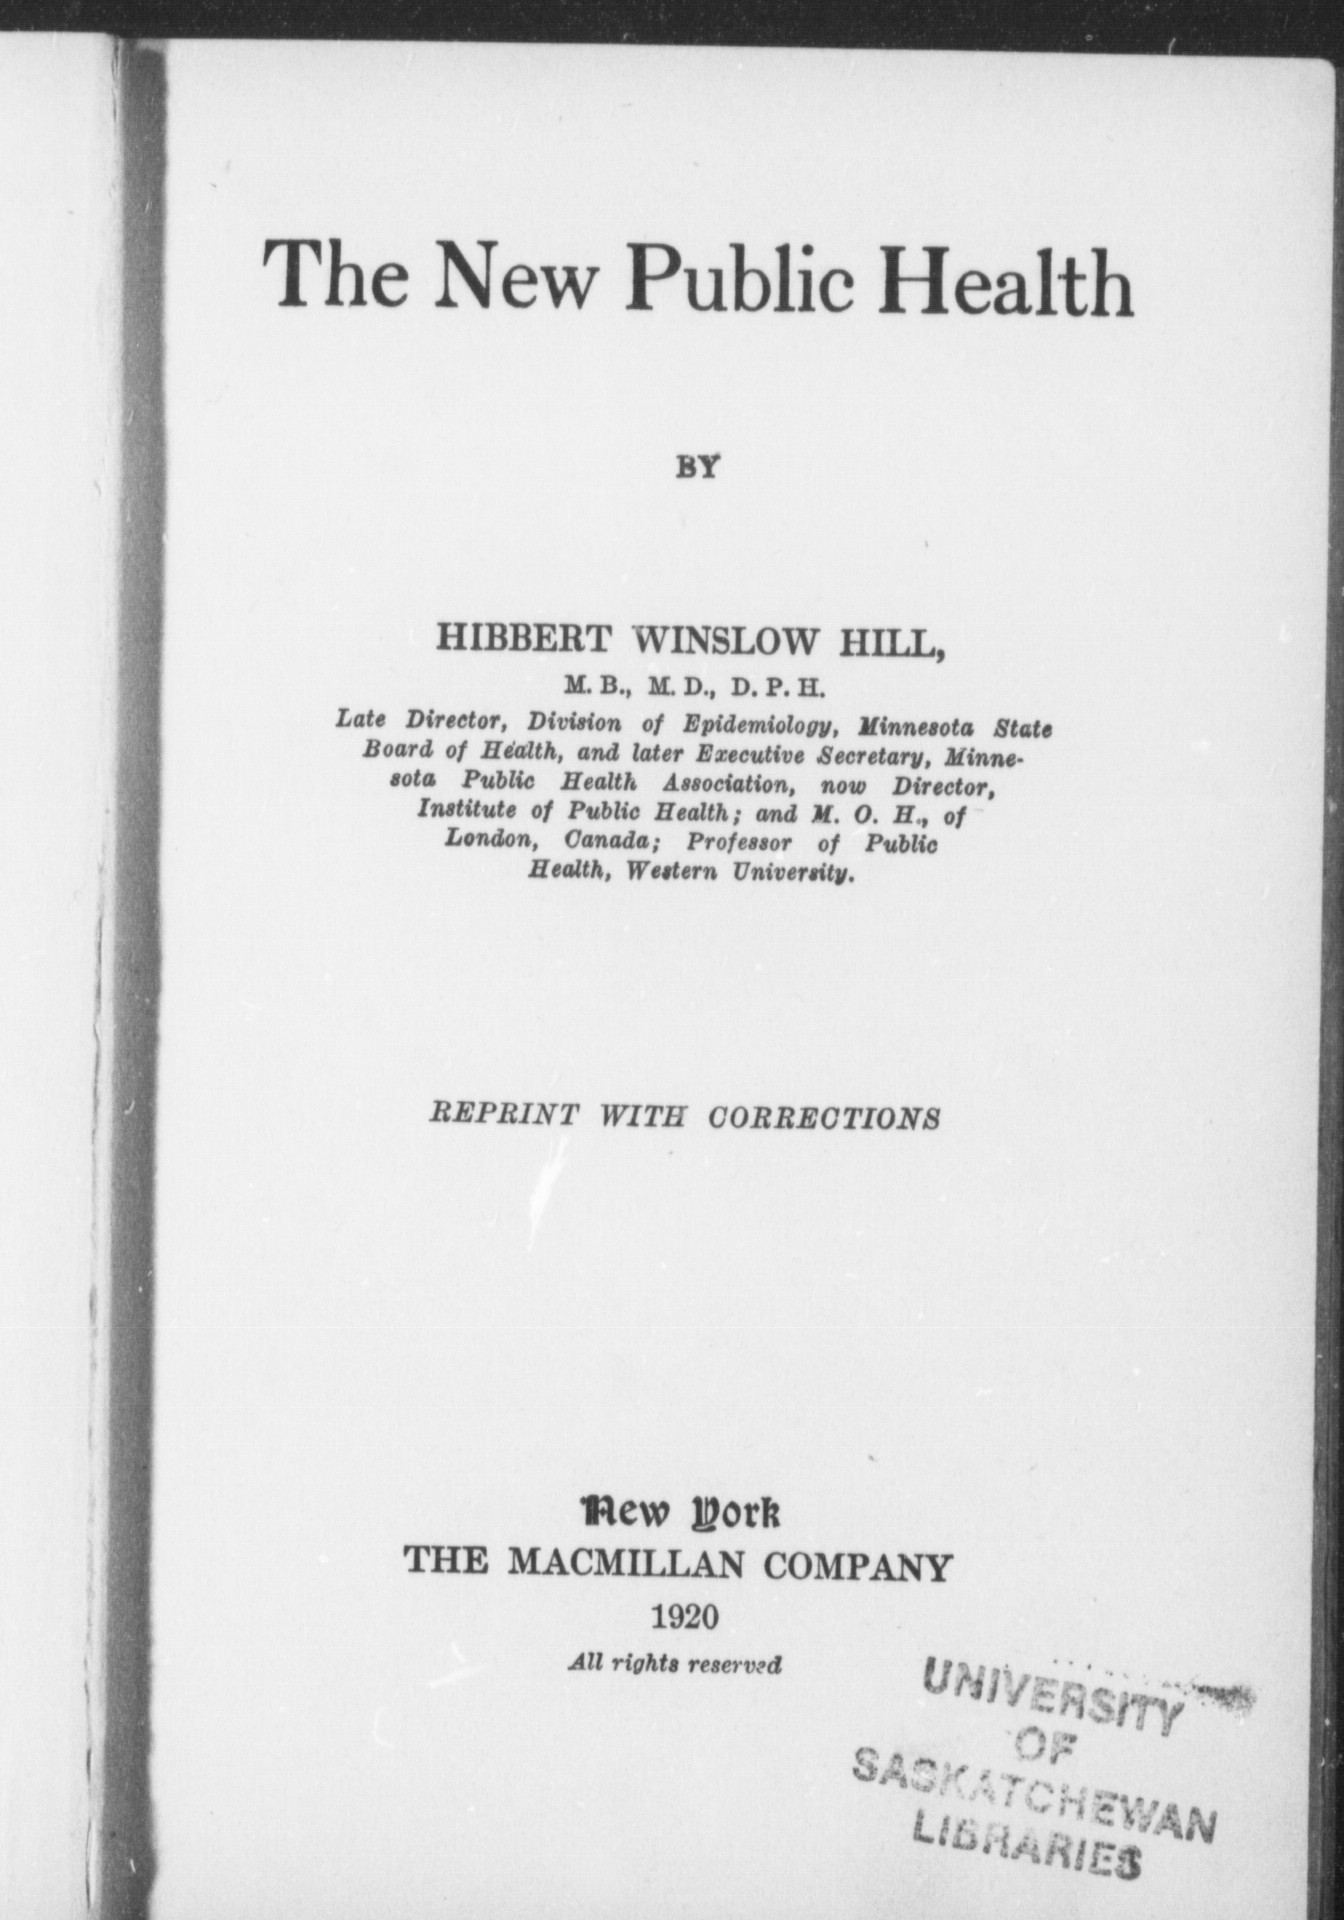 The New Public Health
BY
HIBBERT WINSLOW HILL,
M. B., M. D., D. P. H.
Late Director, Division of Epidemiology, Minnesota State
Board of Health, and later Executive Secretary, Minne-
sota Public Health Association, now Director,
Institute of Public Health; and M. O. H., of
London, Canada; Professor of Public
Health, Western University.
REPRINT WITH CORRECTIONS
New York
THE MACMILLAN COMPANY
1920
All rights reserved
UNIVERSITY
OF
SASKATCHEWAN
LIBRARIES